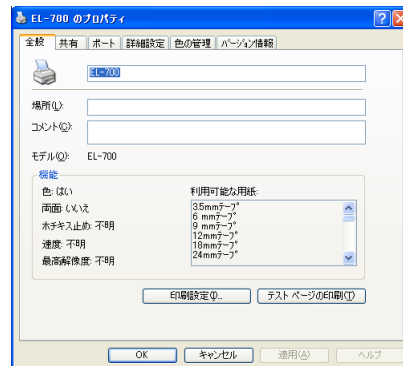 EL-700 のプロパティ
全般 共有 ポート 詳細設定 色の管理 バージョン情報
EL-700
場所(L):
コメント(C):
モデル(O): EL-700
機能
色: はい
両面: いいえ
ホチキス止め: 不明
速度: 不明
最高解像度: 不明
利用可能な用紙:
3.5mmテープ
6 mmテープ
9 mmテープ
12mmテープ
18mmテープ
24mmテープ
印刷設定(I)... テスト ページの印刷(T)
OK キャンセル 適用(A) ヘルプ